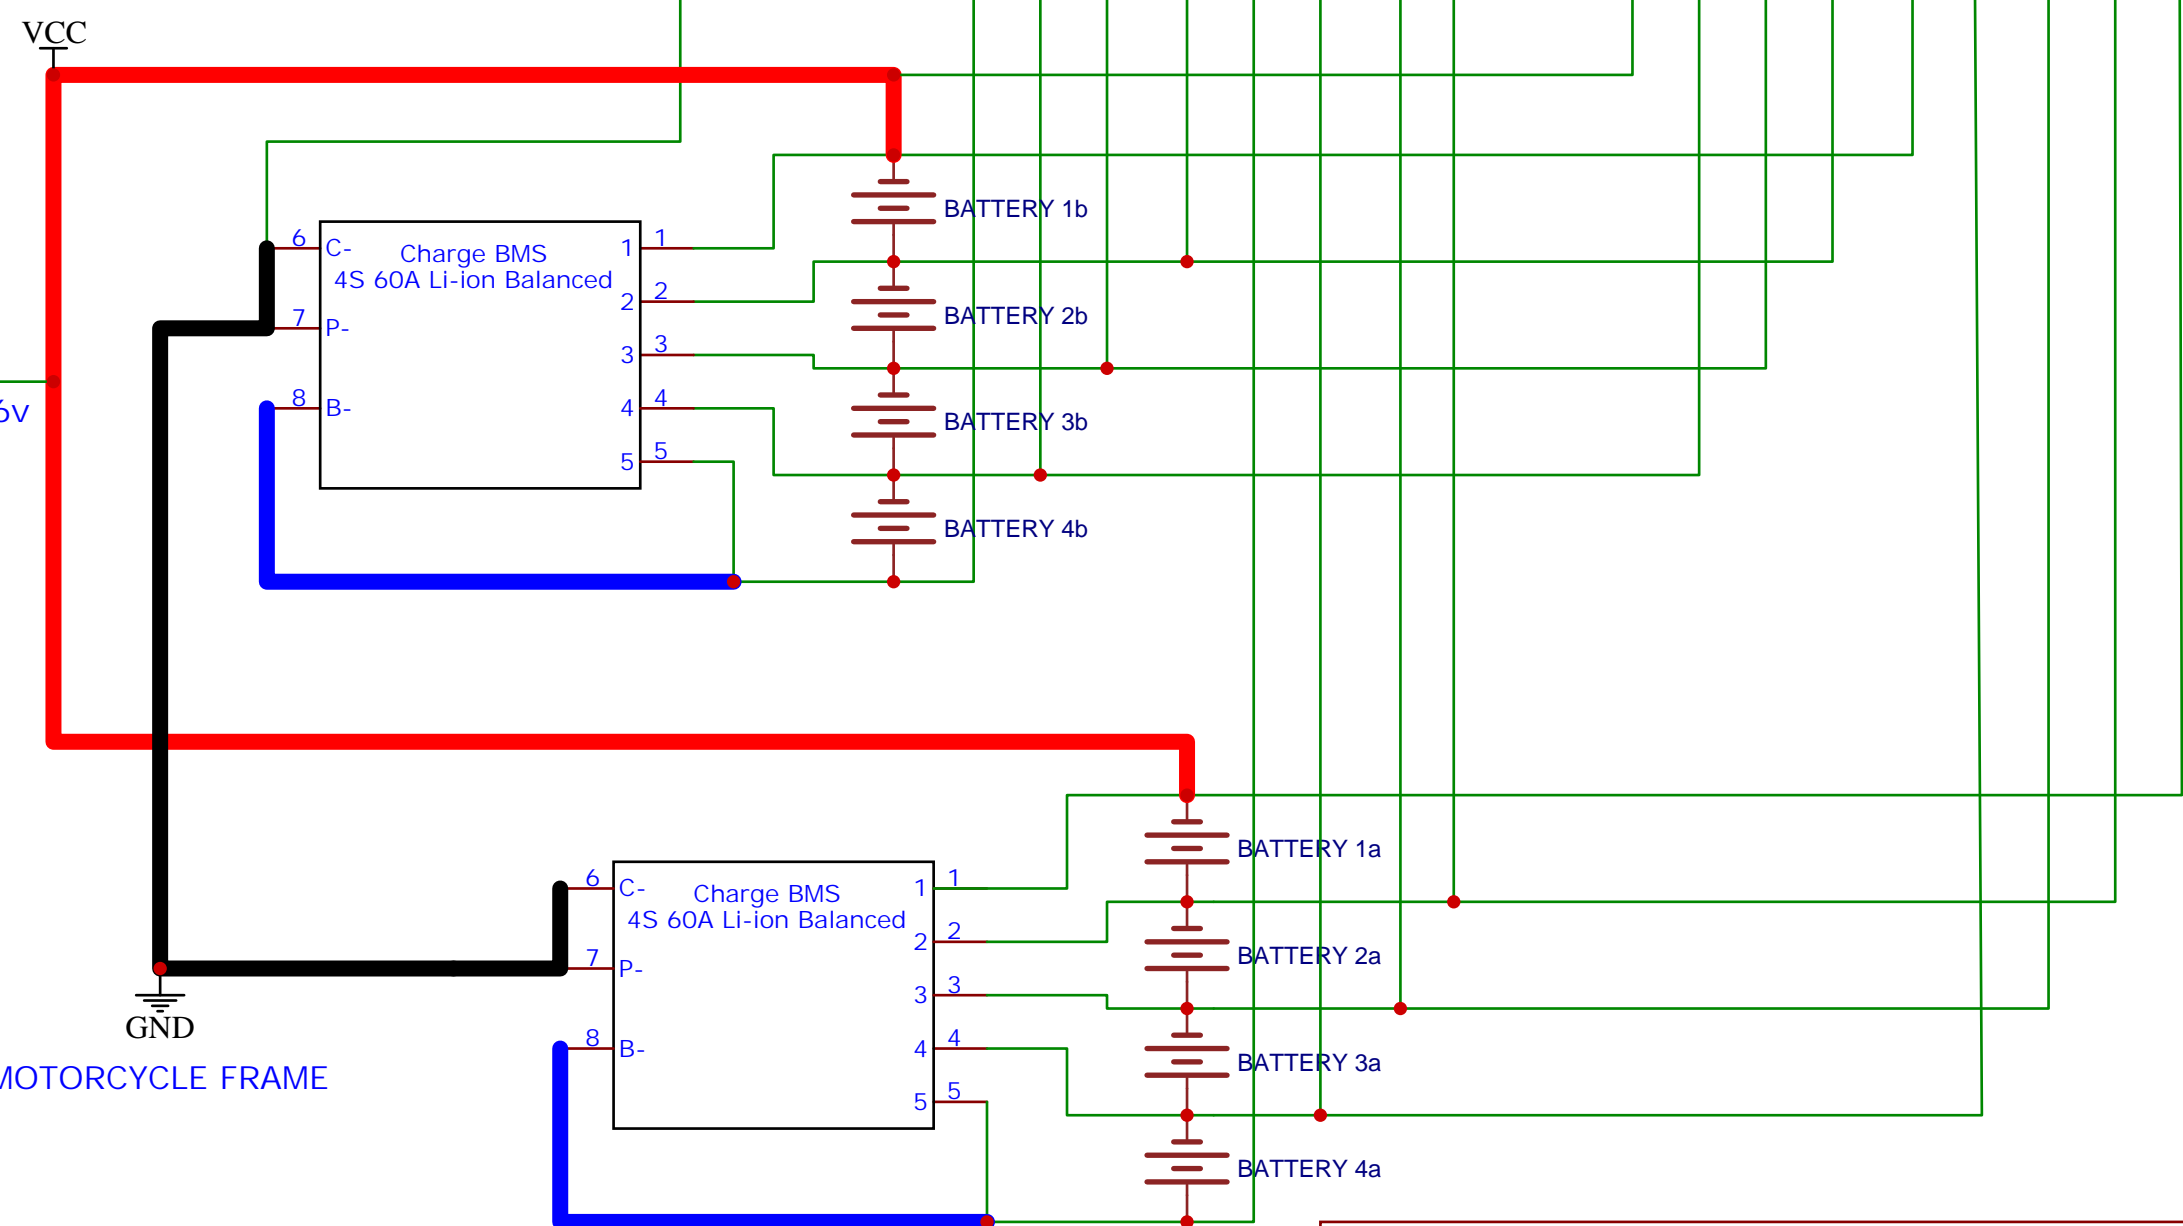 VCC
6 C- Charge BMS 1 1
4S 60A Li-ion Balanced
2 2
7 P-
3 3
8 B- 4 4
5 5
BATTERY 1b
BATTERY 2b
BATTERY 3b
BATTERY 4b
6v
6 C- Charge BMS 1 1
4S 60A Li-ion Balanced
2 2
7 P-
3 3
8 B- 4 4
5 5
BATTERY 1a
BATTERY 2a
BATTERY 3a
BATTERY 4a
GND
MOTORCYCLE FRAME